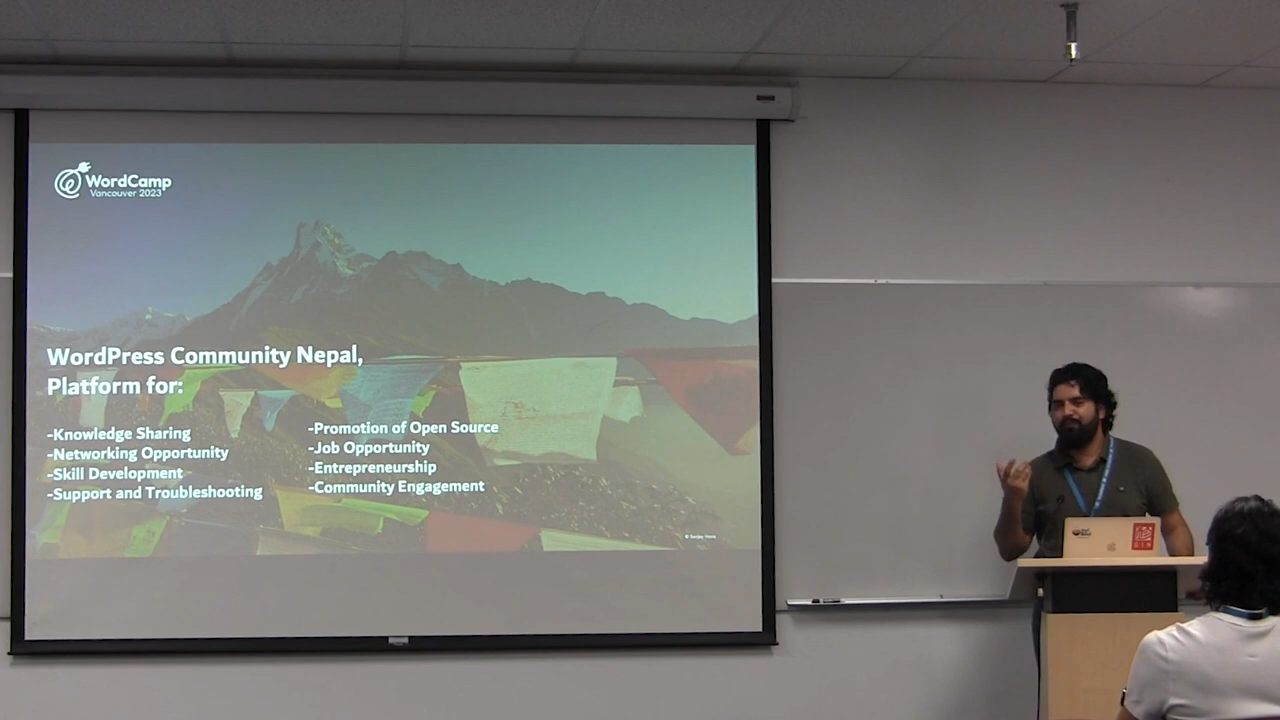 WordCamp
Vancouver 2023
WordPress Community Nepal,
Platform for:
-Knowledge Sharing
-Networking Opportunity
-Skill Development
-Support and Troubleshooting
-Promotion of Open Source
-Job Opportunity
-Entrepreneurship
-Community Engagement